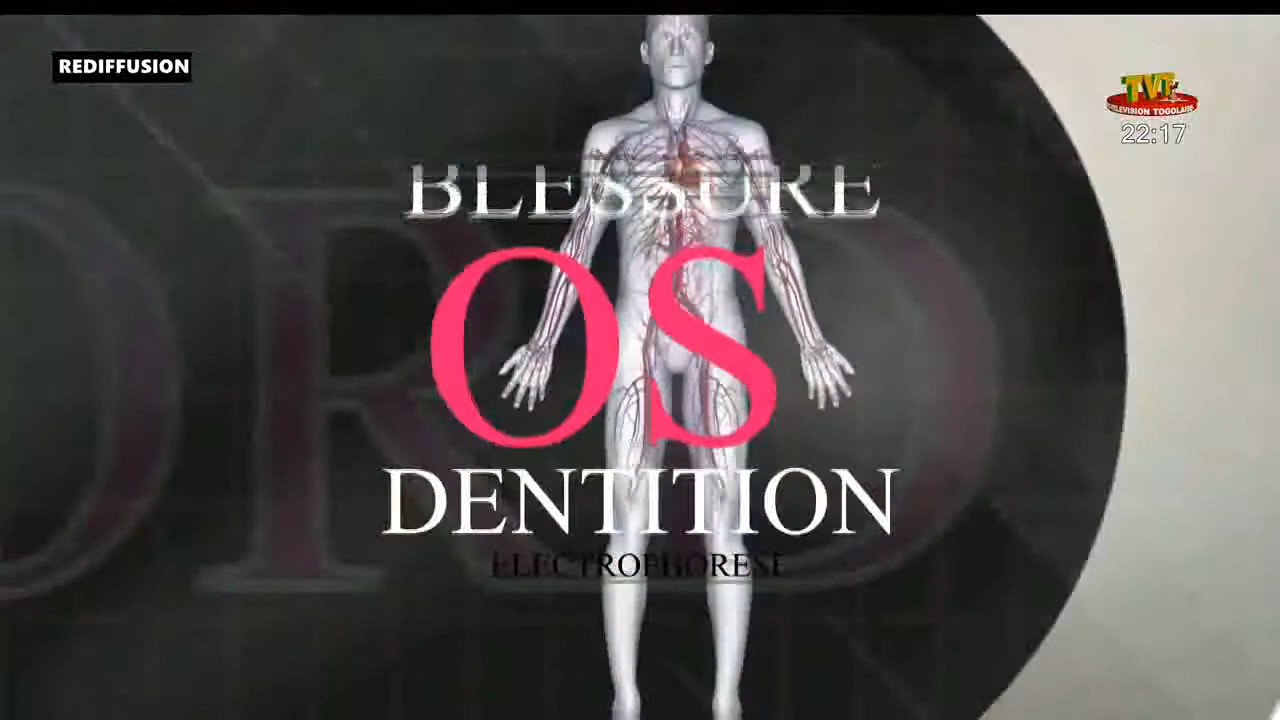 REDIFFUSION
TVT
TELEVISION TOGOLAISE
22:17
BLESSURE
OS
DENTITION
ELECTROPHORESE